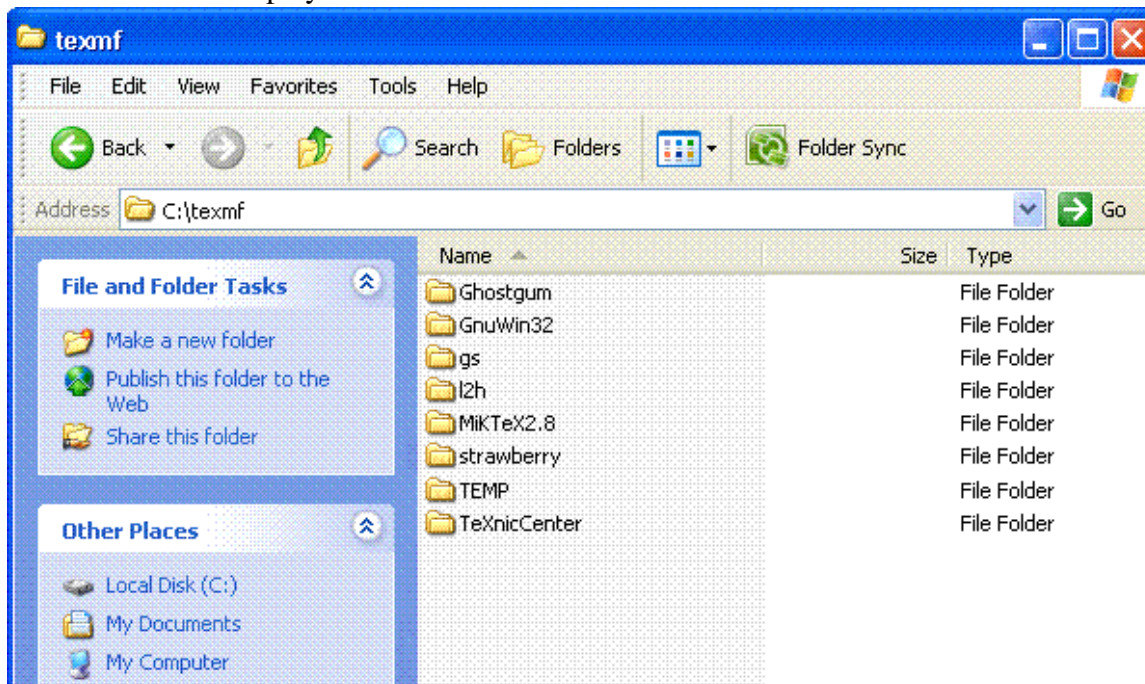 texmf
File Edit View Favorites Tools Help
Back Search Folders Folder Sync
Address C:\texmf Go
Name Size Type
File and Folder Tasks
Make a new folder
Publish this folder to the
Web
Share this folder
Other Places
Local Disk (C:)
My Documents
My Computer
Ghostgum File Folder
GnuWin32 File Folder
gs File Folder
l2h File Folder
MiKTeX2.8 File Folder
strawberry File Folder
TEMP File Folder
TeXnicCenter File Folder